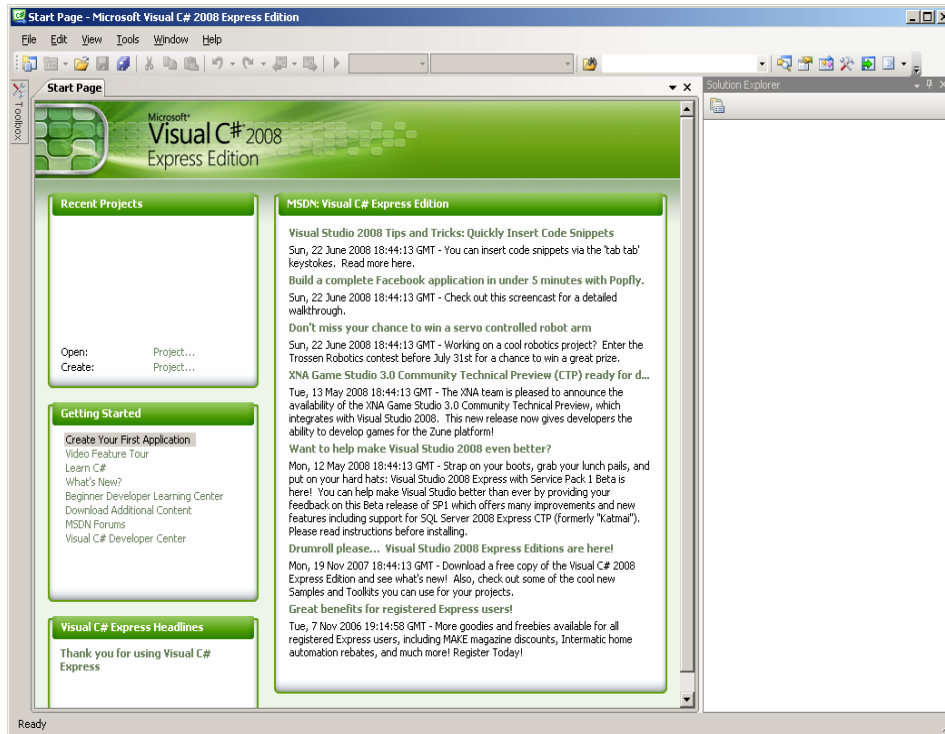 Start Page - Microsoft Visual C# 2008 Express Edition
File Edit View Tools Window Help
Toolbox
Start Page
Solution Explorer
Microsoft®
Visual C# 2008
Express Edition
Recent Projects
Open: Project...
Create: Project...
Getting Started
Create Your First Application
Video Feature Tour
Learn C#
What's New?
Beginner Developer Learning Center
Download Additional Content
MSDN Forums
Visual C# Developer Center
Visual C# Express Headlines
Thank you for using Visual C#
Express
MSDN: Visual C# Express Edition
Visual Studio 2008 Tips and Tricks: Quickly Insert Code Snippets
Sun, 22 June 2008 18:44:13 GMT - You can insert code snippets via the 'tab tab'
keystokes. Read more here.
Build a complete Facebook application in under 5 minutes with Popfly.
Sun, 22 June 2008 18:44:13 GMT - Check out this screencast for a detailed
walkthrough.
Don't miss your chance to win a servo controlled robot arm
Sun, 22 June 2008 18:44:13 GMT - Working on a cool robotics project? Enter the
Trossen Robotics contest before July 31st for a chance to win a great prize.
XNA Game Studio 3.0 Community Technical Preview (CTP) ready for d...
Tue, 13 May 2008 18:44:13 GMT - The XNA team is pleased to announce the
availability of the XNA Game Studio 3.0 Community Technical Preview, which
integrates with Visual Studio 2008. This new release now gives developers the
ability to develop games for the Zune platform!
Want to help make Visual Studio 2008 even better?
Mon, 12 May 2008 18:44:13 GMT - Strap on your boots, grab your lunch pails, and
put on your hard hats: Visual Studio 2008 Express with Service Pack 1 Beta is
here! You can help make Visual Studio better than ever by providing your
feedback on this Beta release of SP1 which offers many improvements and new
features including support for SQL Server 2008 Express CTP (formerly "Katmai").
Please read instructions before installing.
Drumroll please... Visual Studio 2008 Express Editions are here!
Mon, 19 Nov 2007 18:44:13 GMT - Download a free copy of the Visual C# 2008
Express Edition and see what's new! Also, check out some of the cool new
Samples and Toolkits you can use for your projects.
Great benefits for registered Express users!
Tue, 7 Nov 2006 19:14:58 GMT - More goodies and freebies available for all
registered Express users, including MAKE magazine discounts, Intermatic home
automation rebates, and much more! Register Today!
Ready